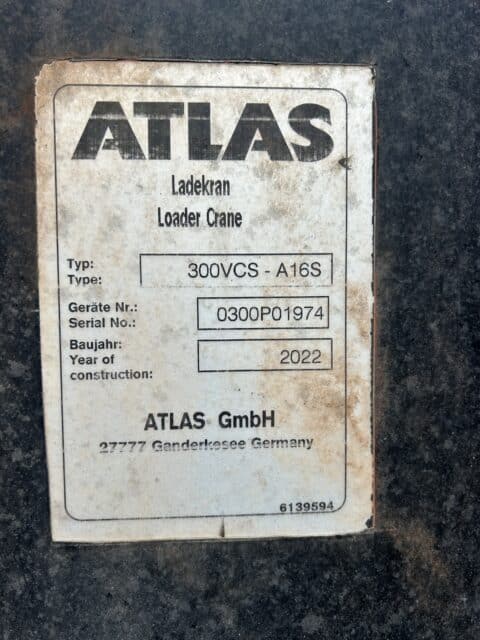 ATLAS
Ladekran
Loader Crane
Typ:
Type:
300VCS - A16S
Geräte Nr.:
Serial No.:
0300P01974
Baujahr:
Year of
construction:
2022
ATLAS GmbH
27777 Ganderkesee Germany
6139594